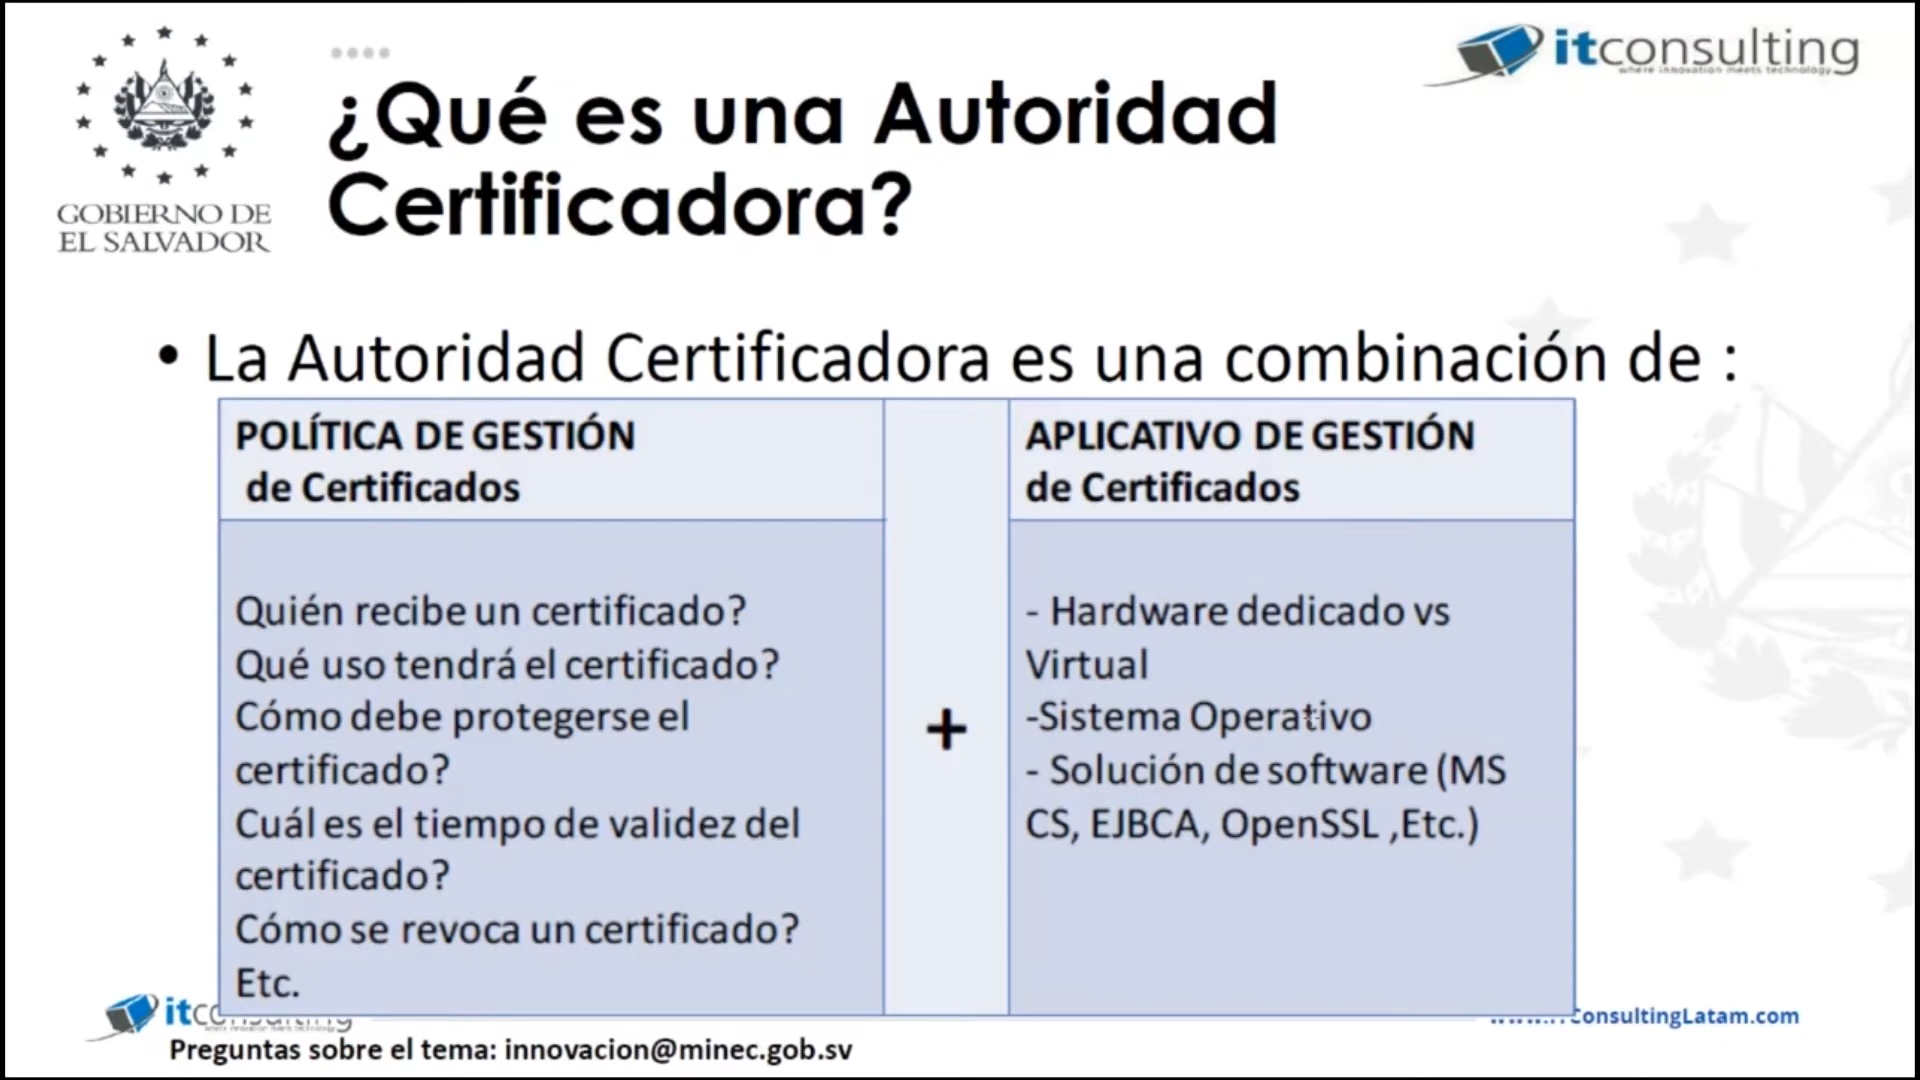 GOBIERNO DE
EL SALVADOR
¿Qué es una Autoridad
Certificadora?
itconsulting
where innovation meets technology
• La Autoridad Certificadora es una combinación de :
POLÍTICA DE GESTIÓN
de Certificados
Quién recibe un certificado?
Qué uso tendrá el certificado?
Cómo debe protegerse el
certificado?
Cuál es el tiempo de validez del
certificado?
Cómo se revoca un certificado?
Etc.
+
APLICATIVO DE GESTIÓN
de Certificados
- Hardware dedicado vs
Virtual
-Sistema Operativo
- Solución de software (MS
CS, EJBCA, OpenSSL ,Etc.)
Preguntas sobre el tema: innovacion@minec.gob.sv